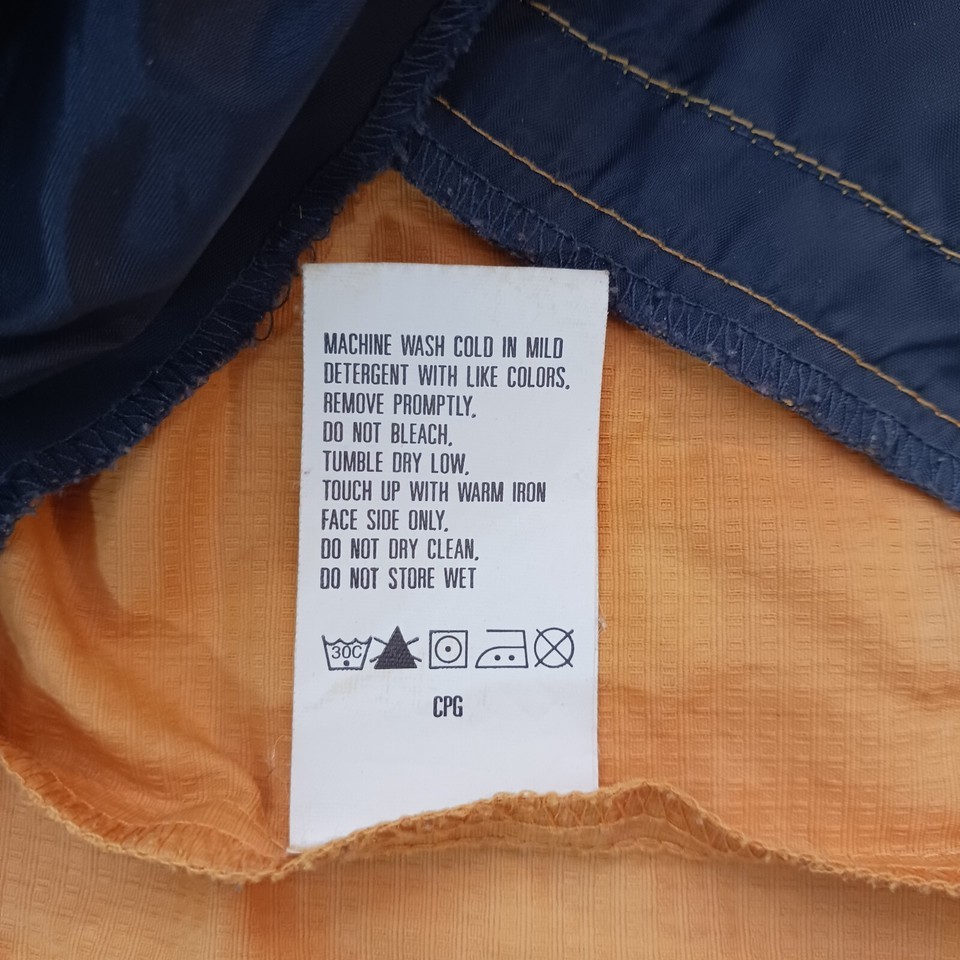 MACHINE WASH COLD IN MILD
DETERGENT WITH LIKE COLORS,
REMOVE PROMPTLY,
DO NOT BLEACH,
TUMBLE DRY LOW,
TOUCH UP WITH WARM IRON
FACE SIDE ONLY,
DO NOT DRY CLEAN,
DO NOT STORE WET
30C
CPG